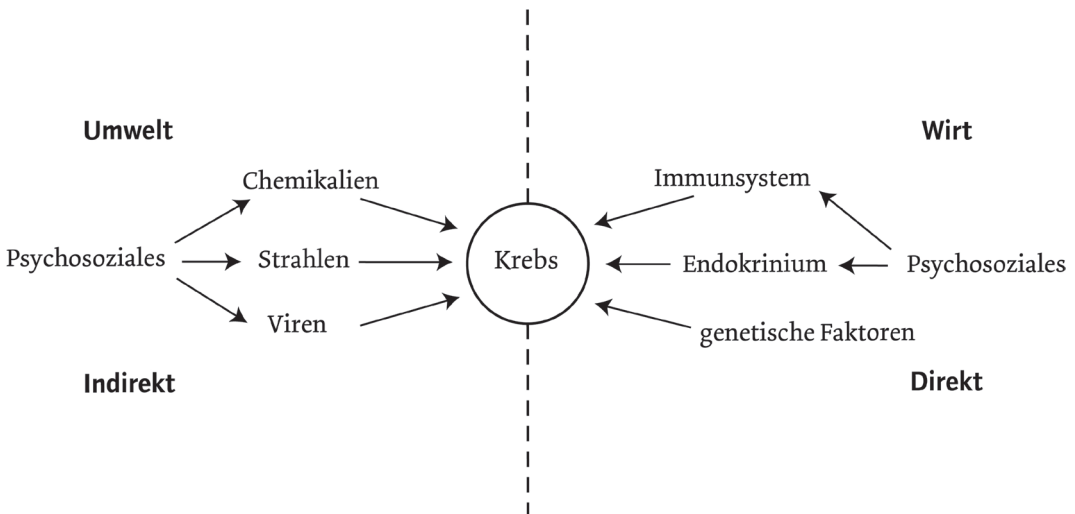 Umwelt
Wirt
Chemikalien
Immunsystem
Psychosoziales
Strahlen
Krebs
Endokrinium
Psychosoziales
Viren
genetische Faktoren
Indirekt
Direkt